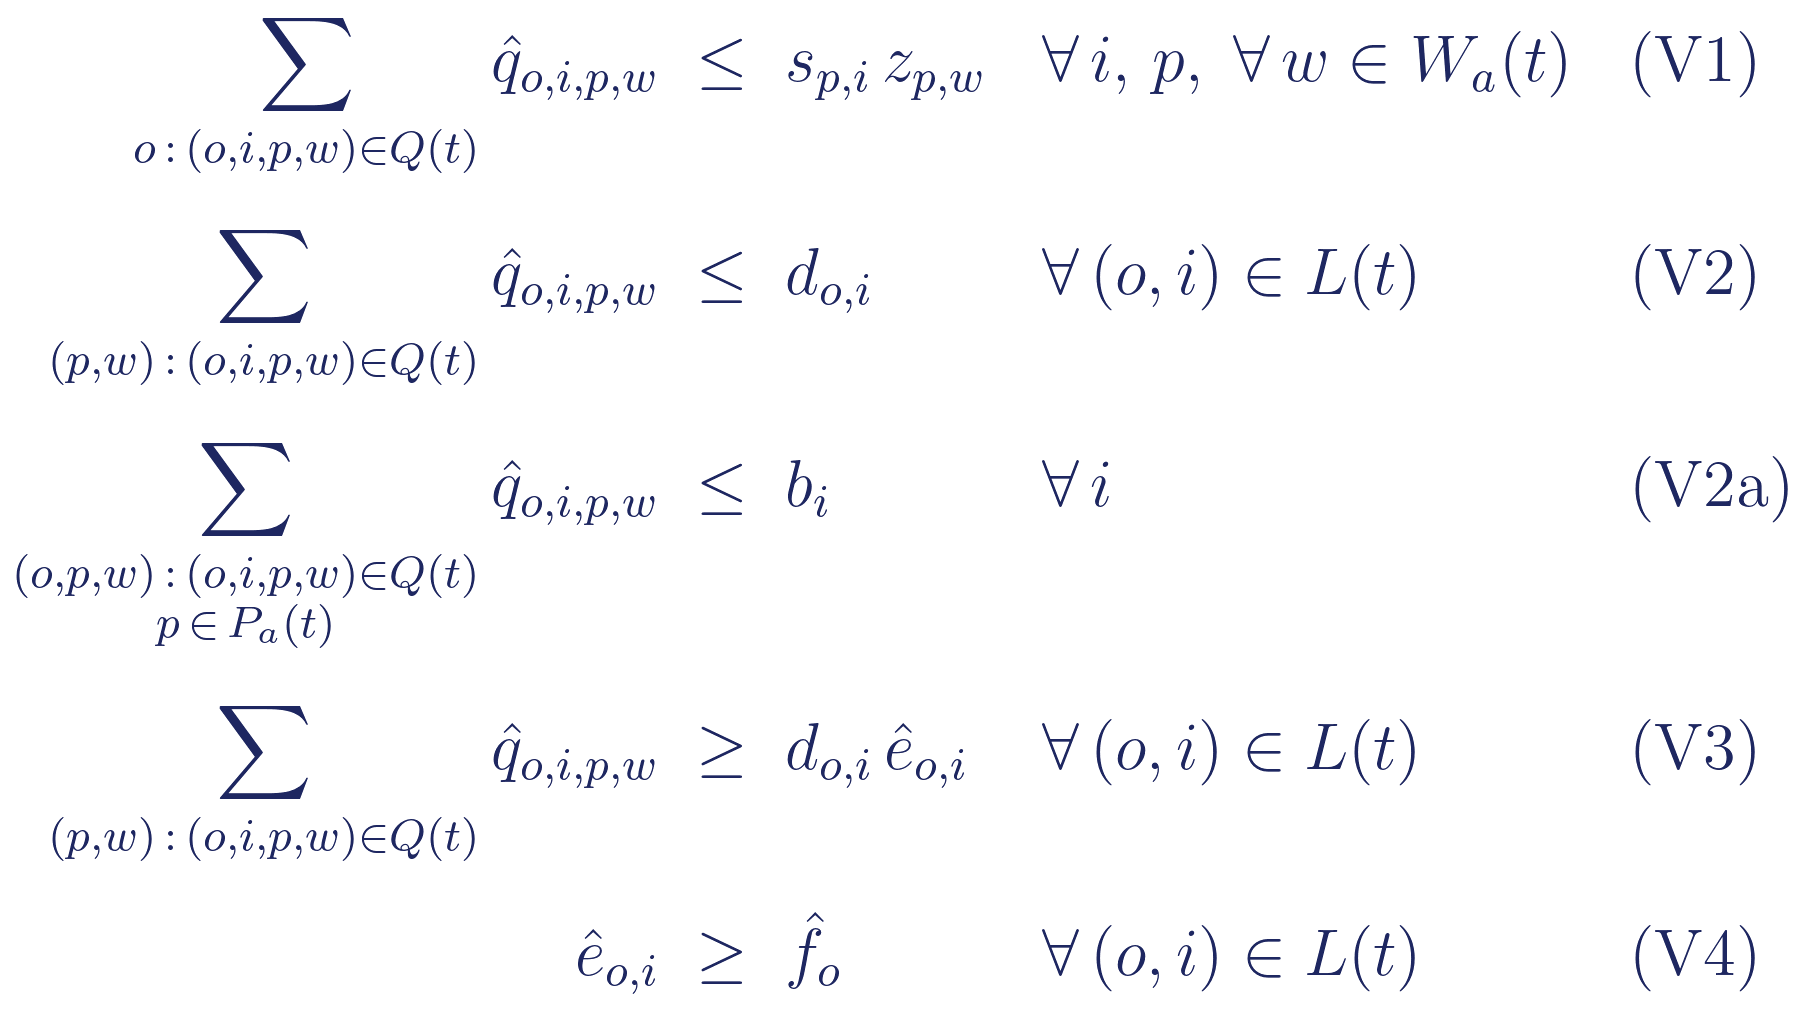 ∑_{o : (o,i,p,w)∈Q(t)} q̂_{o,i,p,w} ≤ s_{p,i} z_{p,w} ∀ i, p, ∀ w ∈ W_a(t) (V1)
∑_{(p,w) : (o,i,p,w)∈Q(t)} q̂_{o,i,p,w} ≤ d_{o,i} ∀ (o, i) ∈ L(t) (V2)
∑_{(o,p,w) : (o,i,p,w)∈Q(t) p ∈ P_a(t)} q̂_{o,i,p,w} ≤ b_i ∀ i (V2a)
∑_{(p,w) : (o,i,p,w)∈Q(t)} q̂_{o,i,p,w} ≥ d_{o,i} ê_{o,i} ∀ (o, i) ∈ L(t) (V3)
ê_{o,i} ≥ f̂_o ∀ (o, i) ∈ L(t) (V4)